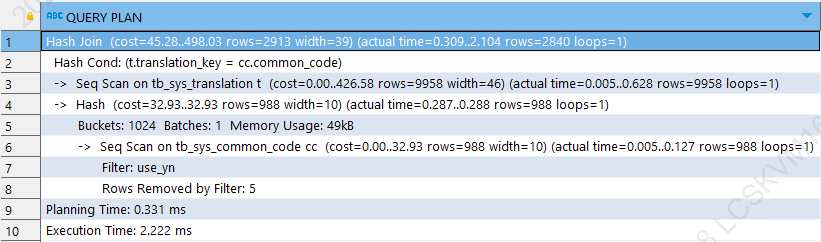 ABC QUERY PLAN
1 Hash Join (cost=45.28..498.03 rows=2913 width=39) (actual time=0.309..2.104 rows=2840 loops=1)
2 Hash Cond: (t.translation_key = cc.common_code)
3 -> Seq Scan on tb_sys_translation t (cost=0.00..426.58 rows=9958 width=46) (actual time=0.005..0.628 rows=9958 loops=1)
4 -> Hash (cost=32.93..32.93 rows=988 width=10) (actual time=0.287..0.288 rows=988 loops=1)
5 Buckets: 1024 Batches: 1 Memory Usage: 49kB
6 -> Seq Scan on tb_sys_common_code cc (cost=0.00..32.93 rows=988 width=10) (actual time=0.005..0.127 rows=988 loops=1)
7 Filter: use_yn
8 Rows Removed by Filter: 5
9 Planning Time: 0.331 ms
10 Execution Time: 2.222 ms